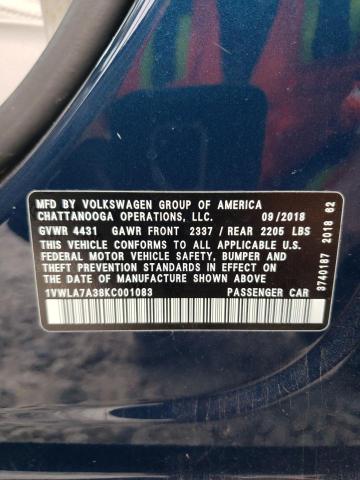 MFD BY VOLKSWAGEN GROUP OF AMERICA
CHATTANOOGA OPERATIONS, LLC. 09/2018
GVWR 4431 GAWR FRONT 2337 / REAR 2205 LBS
THIS VEHICLE CONFORMS TO ALL APPLICABLE U.S.
FEDERAL MOTOR VEHICLE SAFETY, BUMPER AND
THEFT PREVENTION STANDARDS IN EFFECT ON
THE DATE OF MANUFACTURE SHOWN ABOVE
1VWLA7A38KC001083 PASSENGER CAR
3740187 2018 62